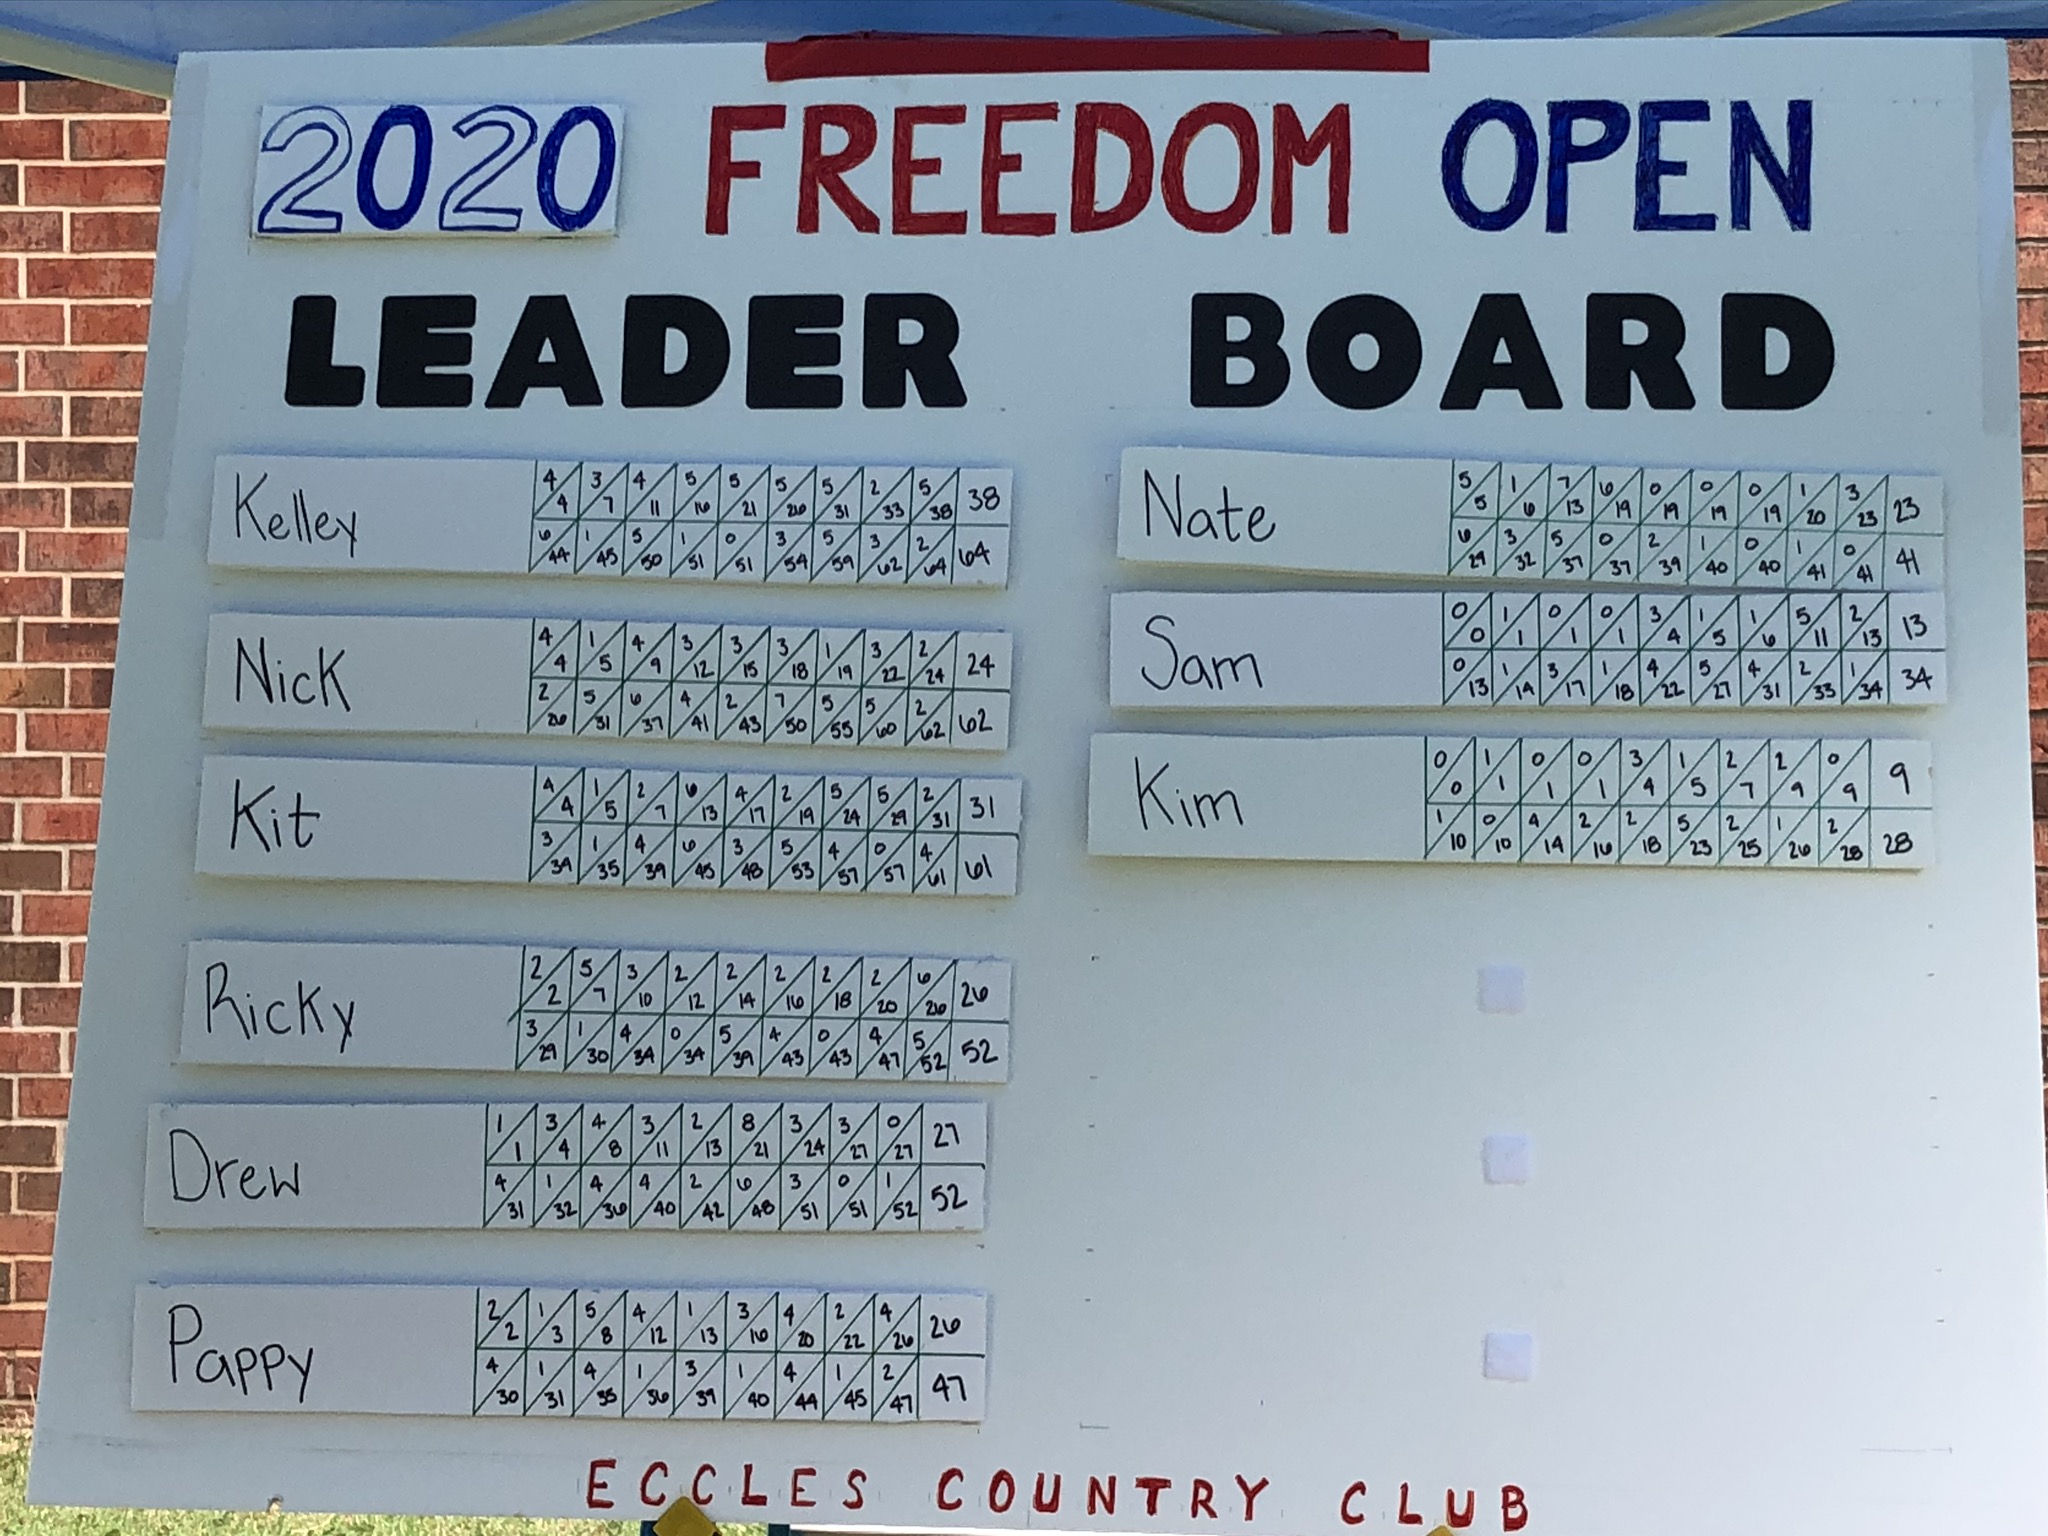 2020 FREEDOM OPEN
LEADER BOARD
Kelley
4 3 4 5 5 5 5 2 5 38
4 7 11 16 21 26 31 33 38
6 1 5 1 0 3 5 3 2 64
44 45 50 51 51 54 59 62 64
Nick
4 1 4 3 3 3 1 3 2 24
4 5 9 12 15 18 19 22 24
2 5 6 4 2 7 5 5 2 62
26 31 37 41 43 50 55 60 62
Kit
4 1 2 6 4 2 5 5 2 31
4 5 7 13 17 19 24 29 31
3 1 4 6 3 5 4 0 4 61
34 35 39 45 48 53 57 57 61
Ricky
2 5 3 2 2 2 2 2 6 26
2 7 10 12 14 16 18 20 26
3 1 4 0 5 4 0 4 5 52
29 30 34 34 39 43 43 47 52
Drew
1 3 4 3 2 8 3 3 0 27
1 4 8 11 13 21 24 27 27
4 1 4 4 2 6 3 0 1 52
31 32 36 40 42 48 51 51 52
Pappy
2 1 5 4 1 3 4 2 4 26
2 3 8 12 13 16 20 22 26
4 1 4 1 3 1 4 1 2 47
30 31 35 36 39 40 44 45 47
Nate
5 1 7 6 0 0 0 1 3 23
5 6 13 19 19 19 19 20 23
6 3 5 0 2 1 0 1 0 41
29 32 37 37 39 40 40 41 41
Sam
0 1 0 0 3 1 1 5 2 13
0 1 1 1 4 5 6 11 13
0 1 3 1 4 5 4 2 1 34
13 14 17 18 22 27 31 33 34
Kim
0 1 0 0 3 1 2 2 0 9
0 1 1 1 4 5 7 9 9
1 0 4 2 2 5 2 1 2 28
10 10 14 16 18 23 25 26 28
ECCLES COUNTRY CLUB